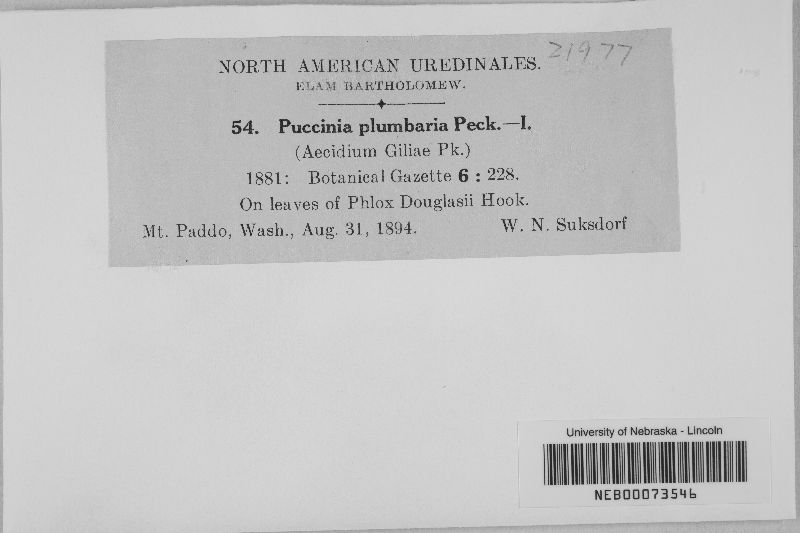 21977
NORTH AMERICAN UREDINALES.
ELAM BARTHOLOMEW.
54. Puccinia plumbaria Peck.—I.
(Aecidium Giliae Pk.)
1881: Botanical Gazette 6 : 228.
On leaves of Phlox Douglasii Hook.
Mt. Paddo, Wash., Aug. 31, 1894. W. N. Suksdorf
University of Nebraska - Lincoln
NEB00073546